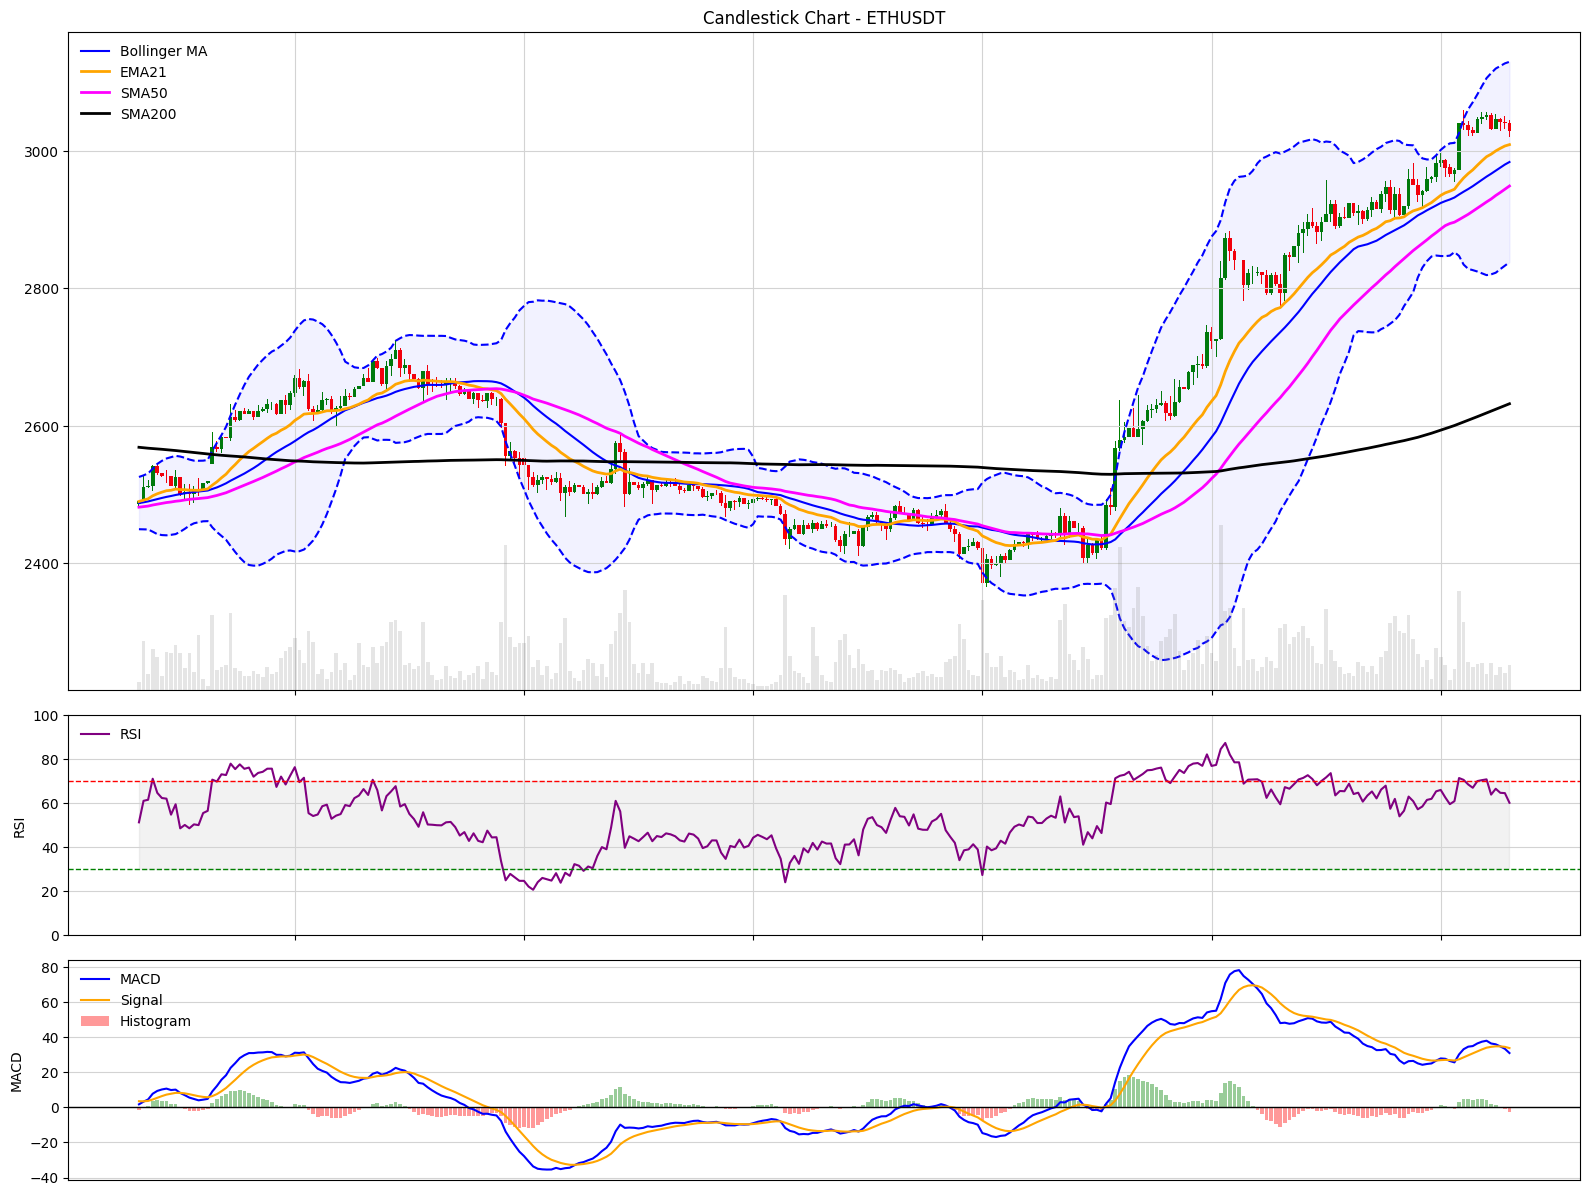 Candlestick Chart - ETHUSDT
Bollinger MA
EMA21
SMA50
SMA200
3000
2800
2600
2400
RSI
100
80
60
40
20
0
RSI
MACD
Signal
Histogram
80
60
40
20
0
−20
−40
MACD